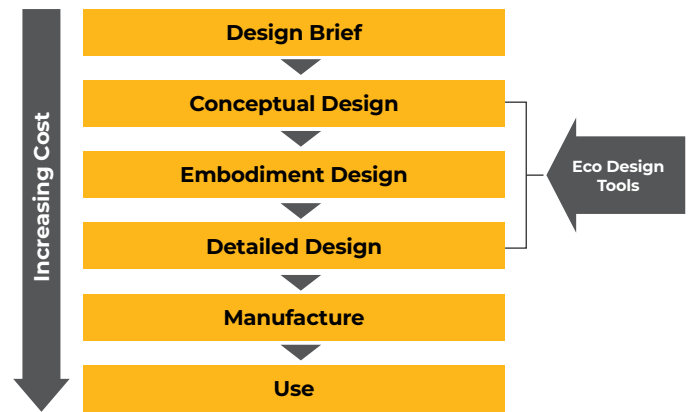 Increasing Cost
Design Brief
Conceptual Design
Embodiment Design
Detailed Design
Manufacture
Use
Eco Design
Tools